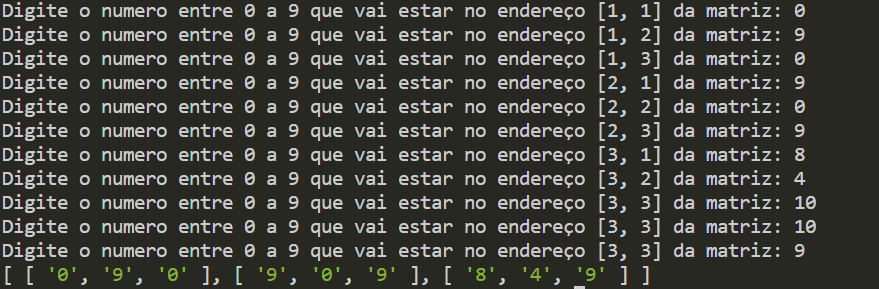 Digite o numero entre 0 a 9 que vai estar no endereço [1, 1] da matriz: 0
Digite o numero entre 0 a 9 que vai estar no endereço [1, 2] da matriz: 9
Digite o numero entre 0 a 9 que vai estar no endereço [1, 3] da matriz: 0
Digite o numero entre 0 a 9 que vai estar no endereço [2, 1] da matriz: 9
Digite o numero entre 0 a 9 que vai estar no endereço [2, 2] da matriz: 0
Digite o numero entre 0 a 9 que vai estar no endereço [2, 3] da matriz: 9
Digite o numero entre 0 a 9 que vai estar no endereço [3, 1] da matriz: 8
Digite o numero entre 0 a 9 que vai estar no endereço [3, 2] da matriz: 4
Digite o numero entre 0 a 9 que vai estar no endereço [3, 3] da matriz: 10
Digite o numero entre 0 a 9 que vai estar no endereço [3, 3] da matriz: 10
Digite o numero entre 0 a 9 que vai estar no endereço [3, 3] da matriz: 9
[ [ '0', '9', '0' ], [ '9', '0', '9' ], [ '8', '4', '9' ] ]